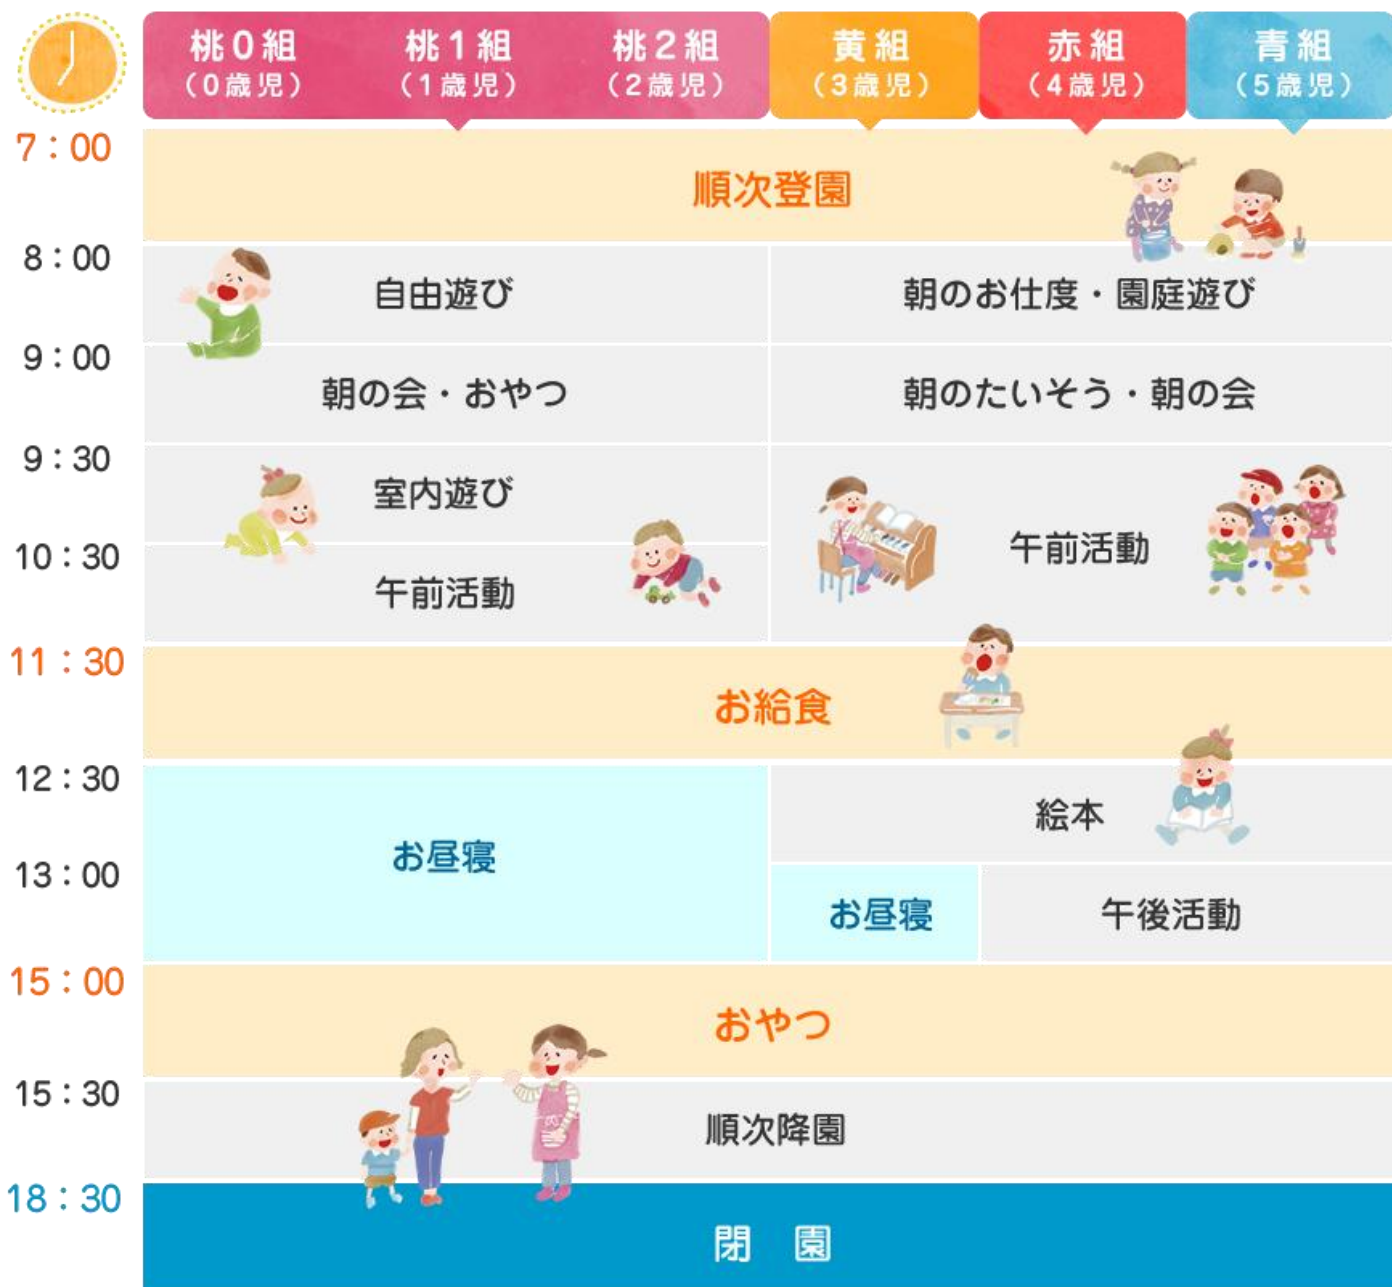 桃0組 桃1組 桃2組 黄組 赤組 青組
(0歳児) (1歳児) (2歳児) (3歳児) (4歳児) (5歳児)
7:00
順次登園
8:00
自由遊び 朝のお仕度・園庭遊び
9:00
朝の会・おやつ 朝のたいそう・朝の会
9:30
室内遊び
午前活動
10:30
午前活動
11:30
お給食
12:30
絵本
お昼寝
13:00
お昼寝 午後活動
15:00
おやつ
15:30
順次降園
18:30
閉 園